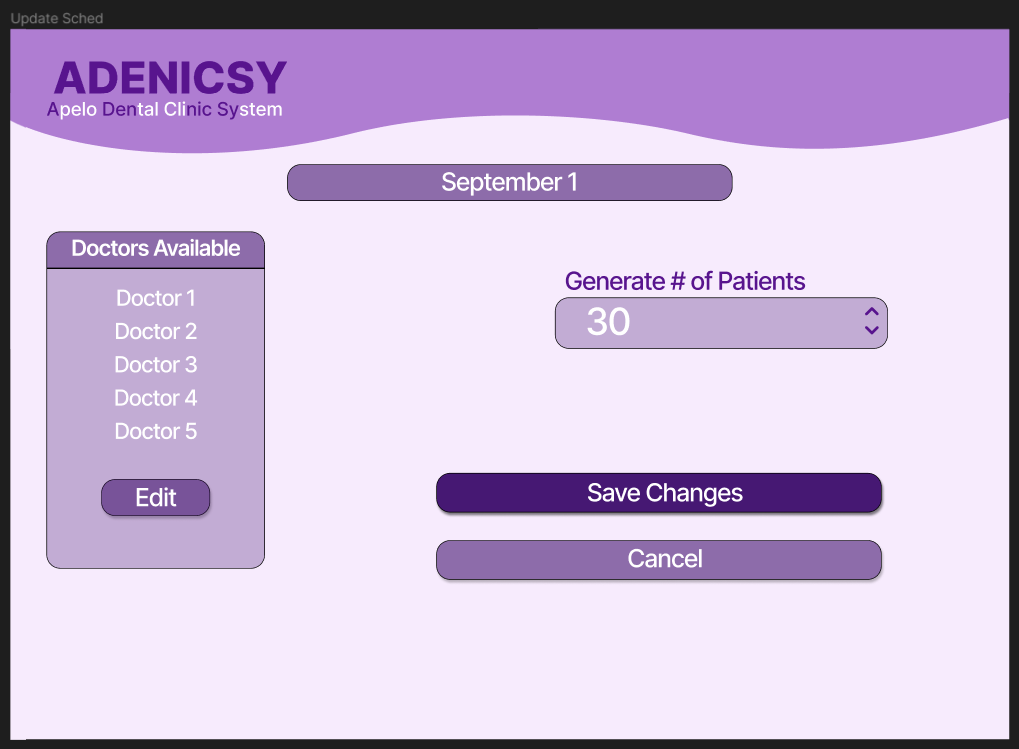 Update Sched
ADENICSY
Apelo Dental Clinic System
September 1
Doctors Available
Doctor 1
Doctor 2
Doctor 3
Doctor 4
Doctor 5
Edit
Generate # of Patients
30
Save Changes
Cancel